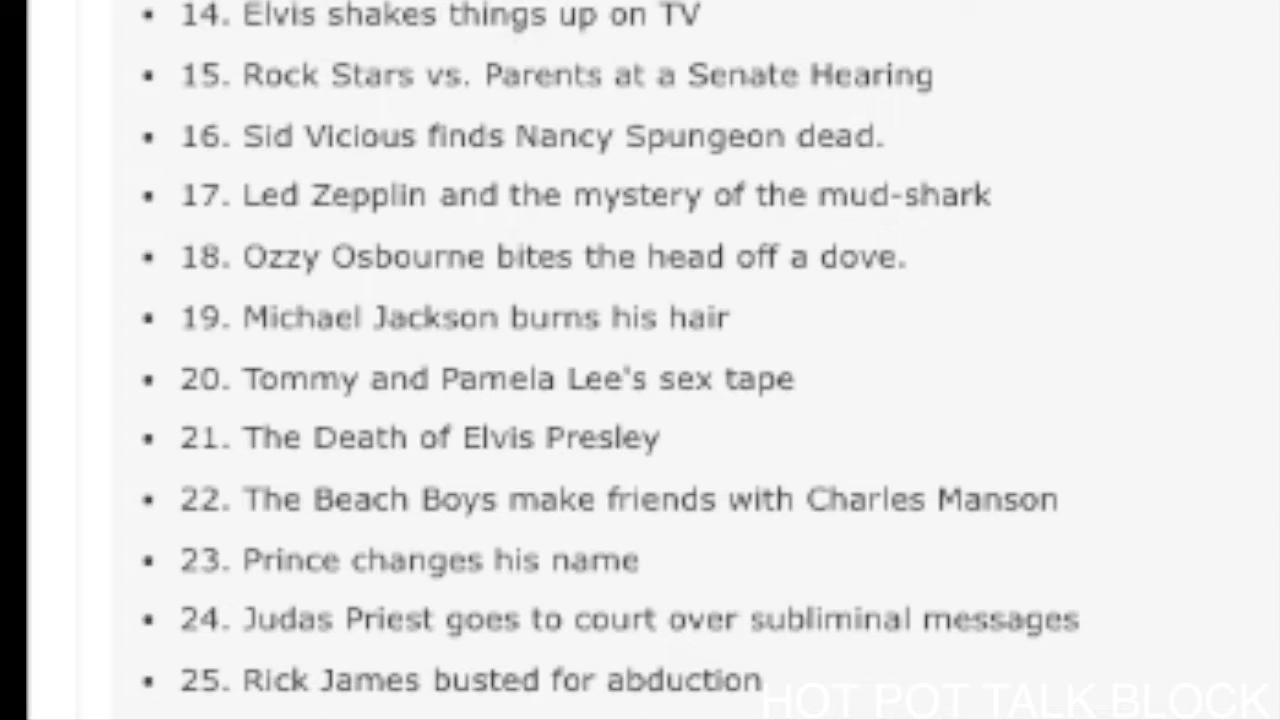 • 14. Elvis shakes things up on TV
• 15. Rock Stars vs. Parents at a Senate Hearing
• 16. Sid Vicious finds Nancy Spungeon dead.
• 17. Led Zepplin and the mystery of the mud-shark
• 18. Ozzy Osbourne bites the head off a dove.
• 19. Michael Jackson burns his hair
• 20. Tommy and Pamela Lee's sex tape
• 21. The Death of Elvis Presley
• 22. The Beach Boys make friends with Charles Manson
• 23. Prince changes his name
• 24. Judas Priest goes to court over subliminal messages
• 25. Rick James busted for abduction
HOT POT TALK BLOCK